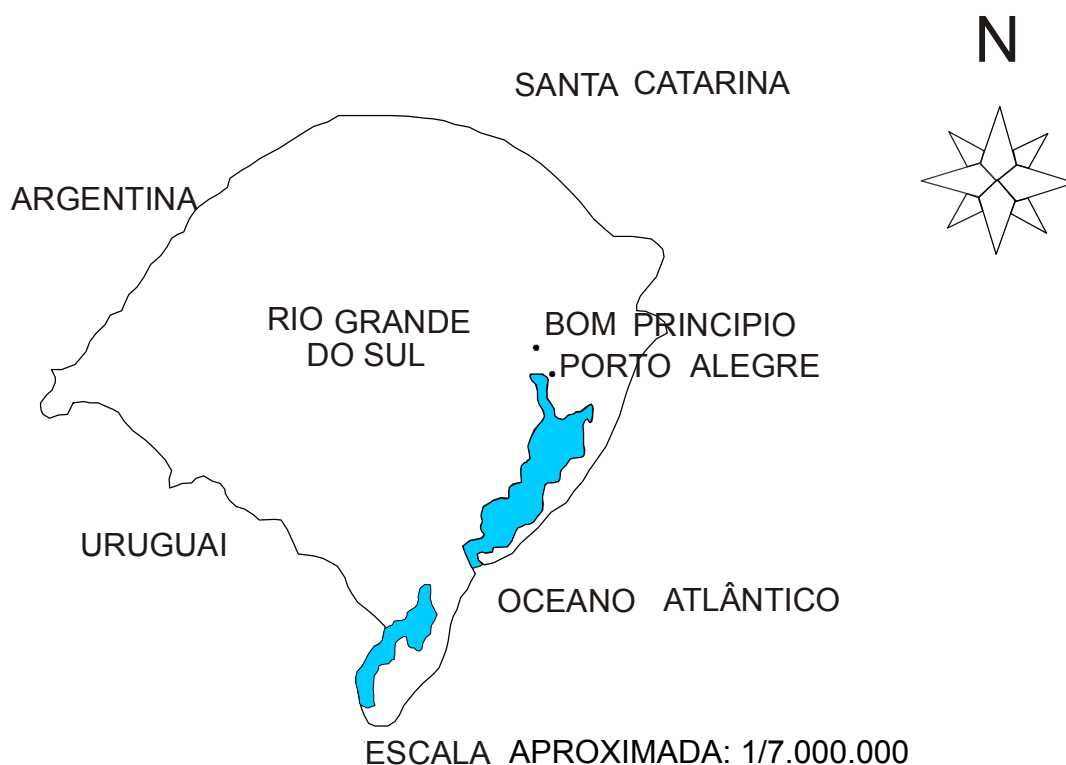 N
SANTA CATARINA
ARGENTINA
RIO GRANDE
DO SUL
BOM PRINCIPIO
PORTO ALEGRE
URUGUAI
OCEANO ATLÂNTICO
ESCALA APROXIMADA: 1/7.000.000